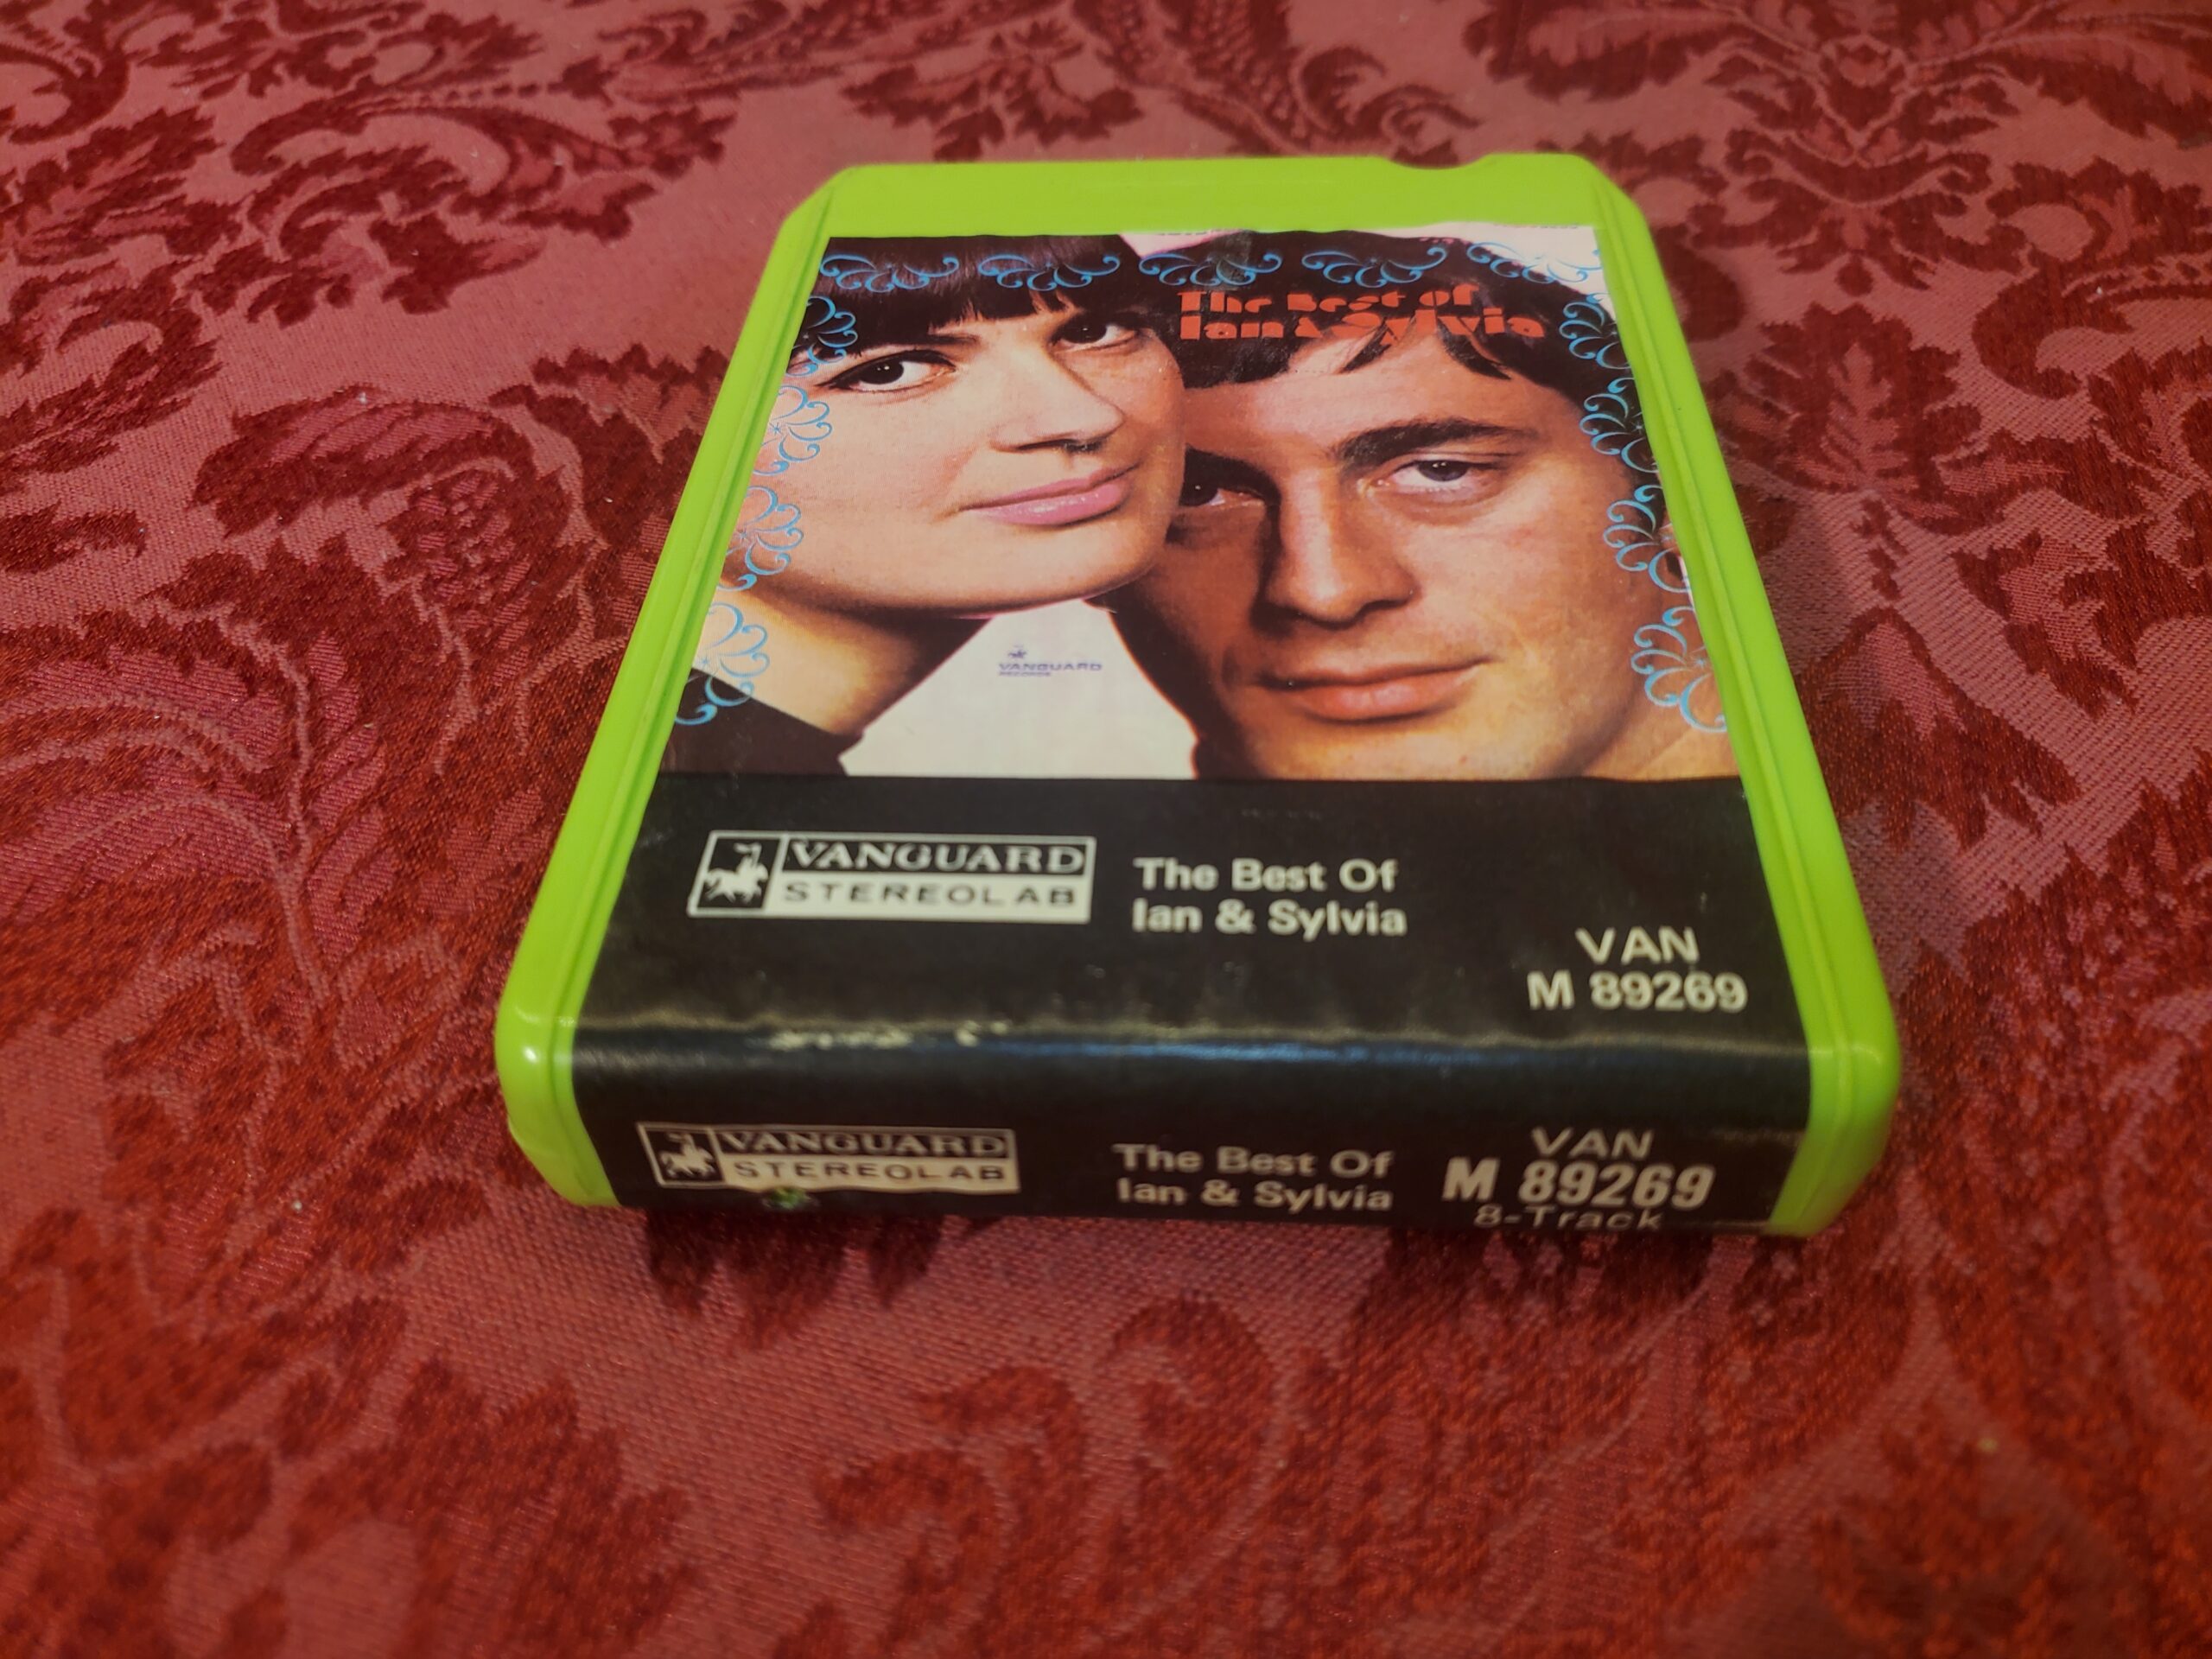 The Best of
Ian & Sylvia
VANGUARD
RECORDS
VANGUARD
STEREOLAB
The Best Of
Ian & Sylvia
VAN
M 89269
VANGUARD
STEREOLAB
The Best Of
Ian & Sylvia
VAN
M 89269
8-Track